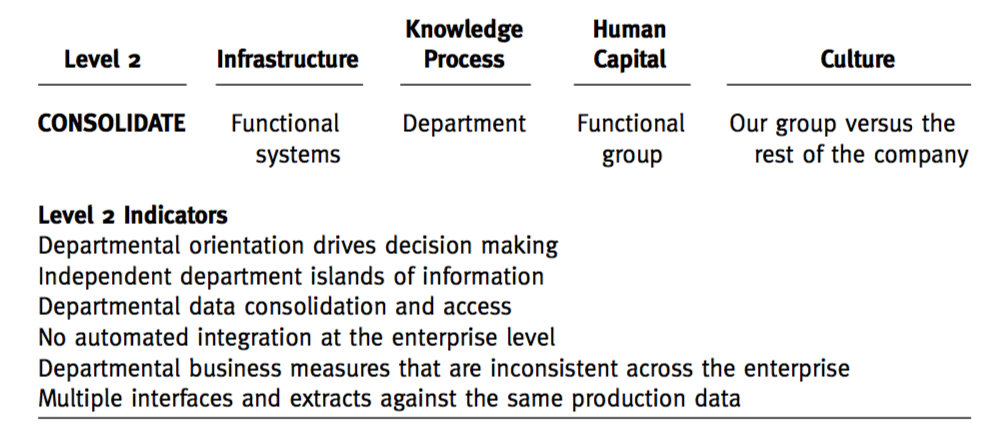 Level 2 Infrastructure Knowledge Process Human Capital Culture
CONSOLIDATE Functional systems Department Functional group Our group versus the rest of the company
Level 2 Indicators
Departmental orientation drives decision making
Independent department islands of information
Departmental data consolidation and access
No automated integration at the enterprise level
Departmental business measures that are inconsistent across the enterprise
Multiple interfaces and extracts against the same production data